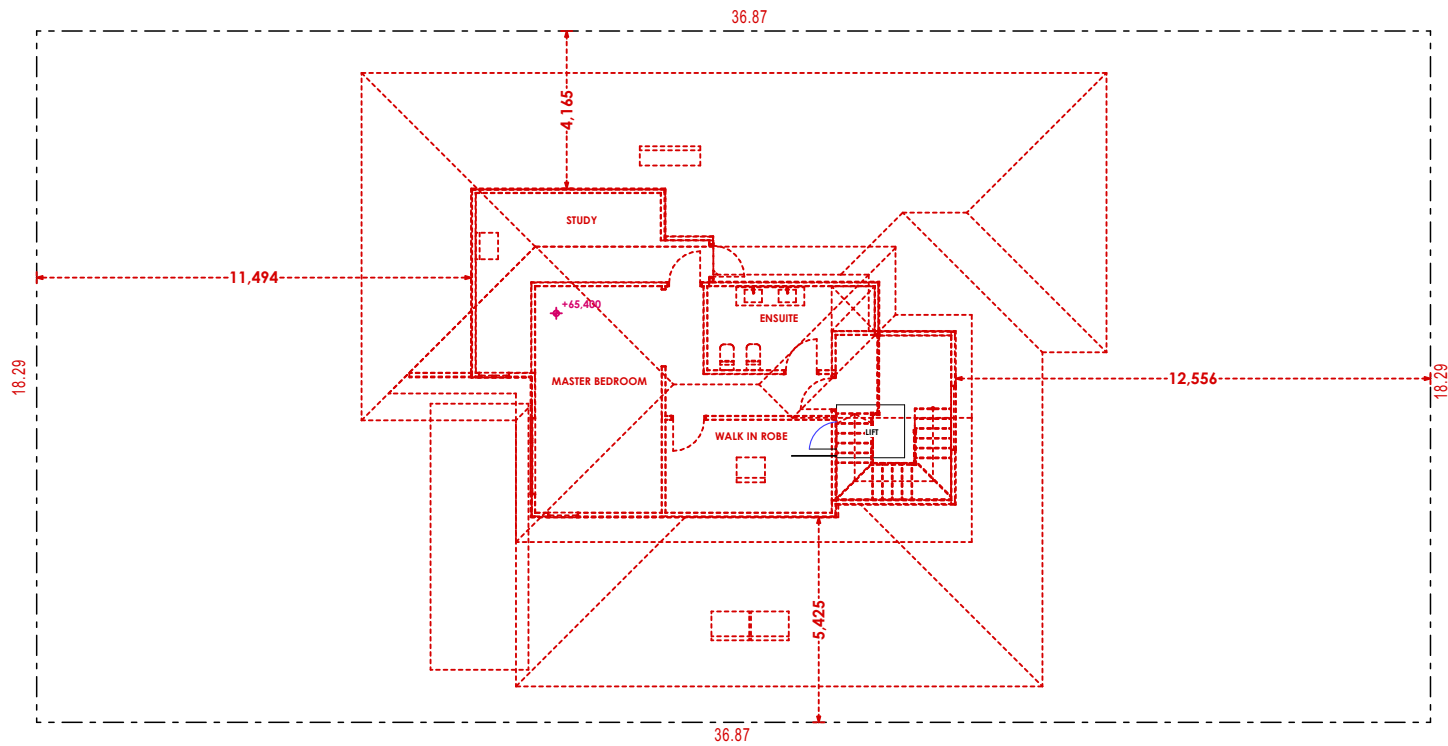 36.87
4,165
STUDY
11,494
+65,400
ENSUITE
18.29
MASTER BEDROOM
12,556
18.29
WALK IN ROBE
LIFT
5,425
36.87